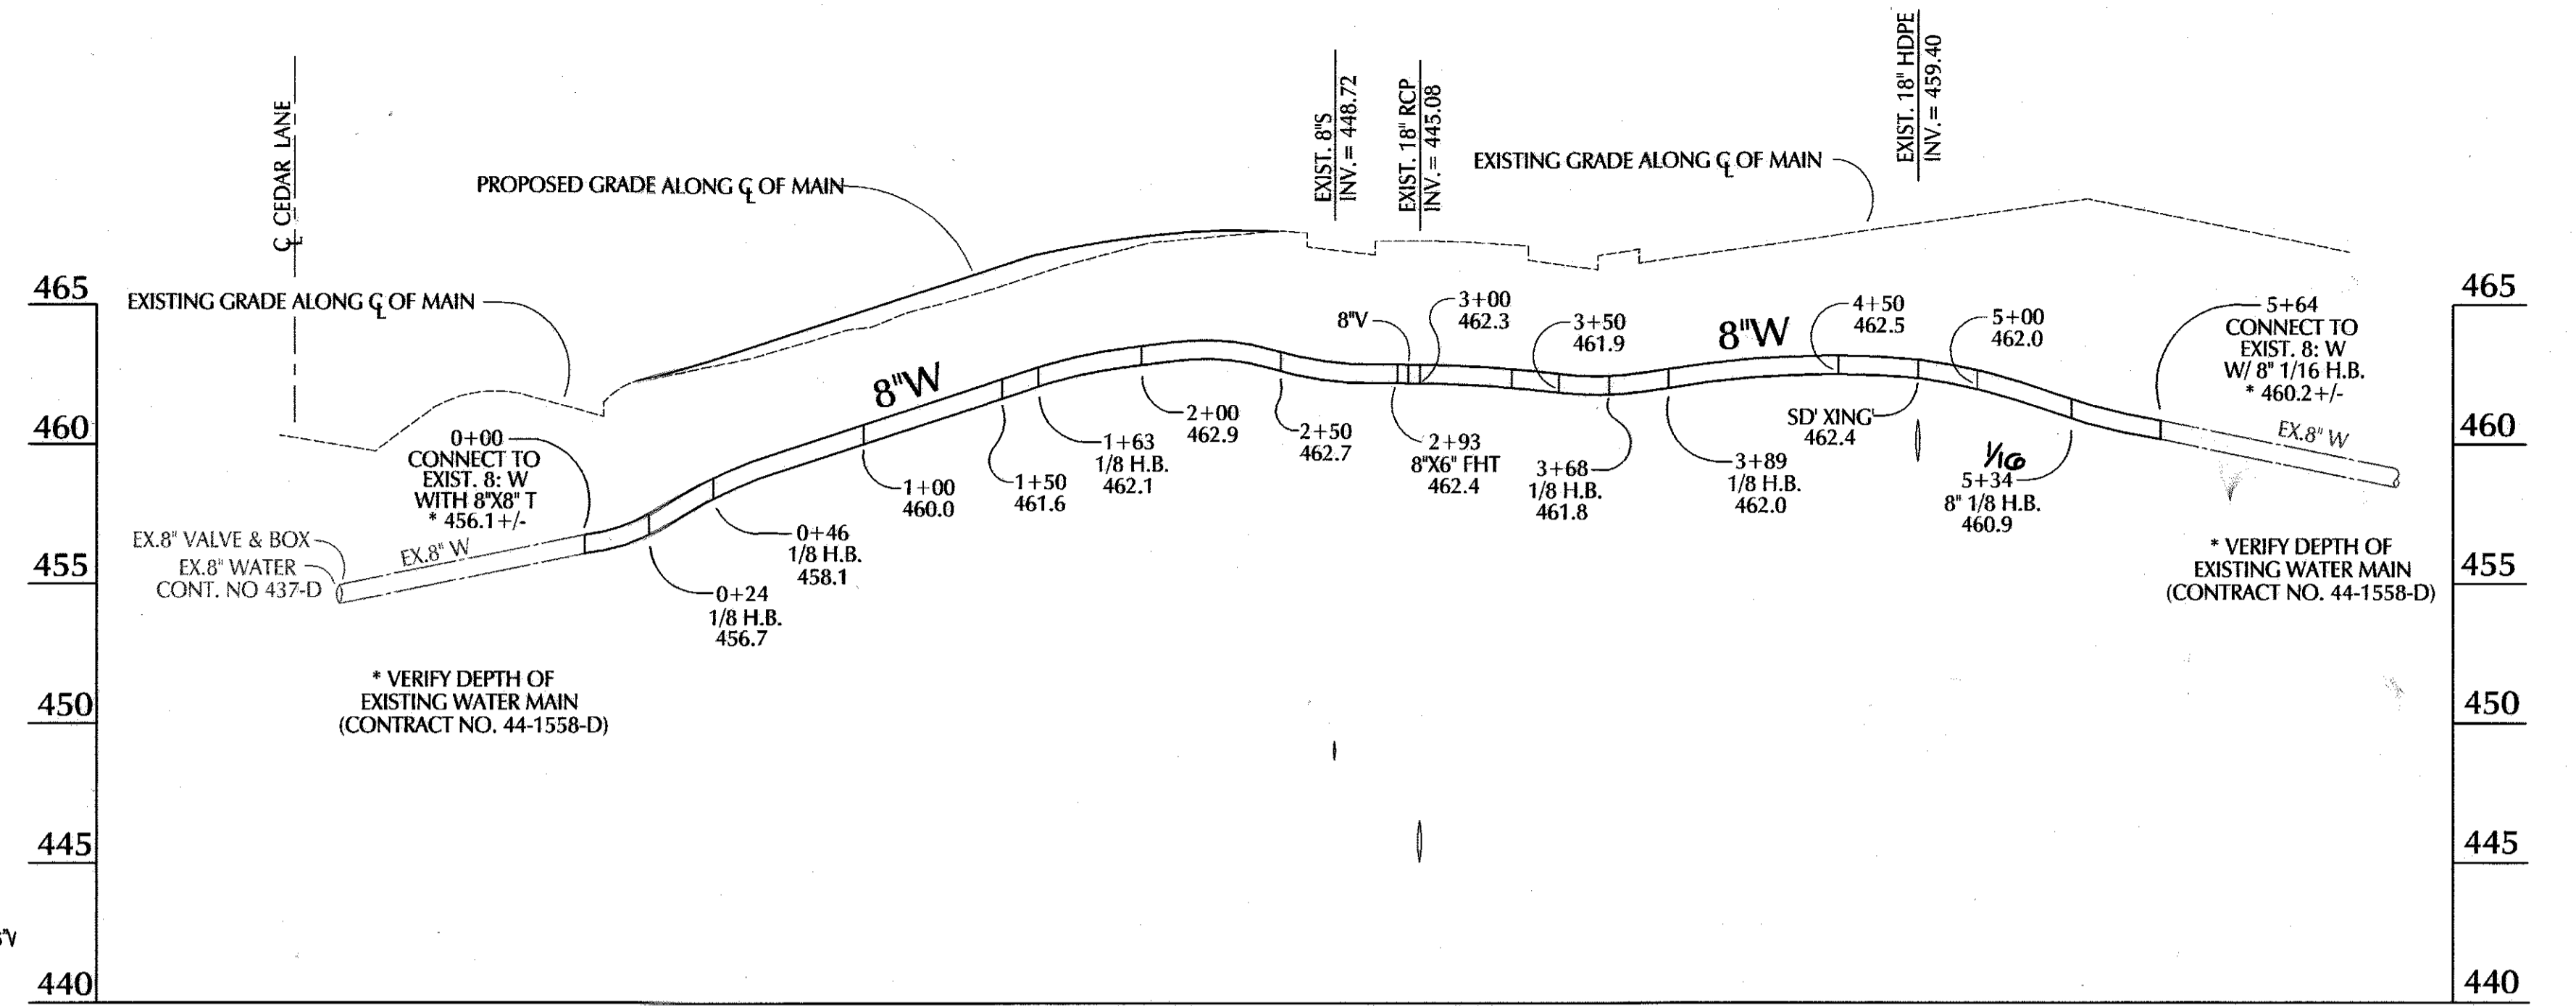 ℄ CEDAR LANE
EXIST. 8"S
INV. = 448.72
EXIST. 18" RCP
INV. = 445.08
EXIST. 18" HDPE
INV. = 459.40
PROPOSED GRADE ALONG ℄ OF MAIN
EXISTING GRADE ALONG ℄ OF MAIN
EXISTING GRADE ALONG ℄ OF MAIN
465
460
455
450
445
440
465
460
455
450
445
440
0+00
CONNECT TO
EXIST. 8: W
WITH 8"X8" T
* 456.1+/-
EX.8" VALVE & BOX
EX.8" WATER
CONT. NO 437-D
EX.8" W
0+24
1/8 H.B.
456.7
0+46
1/8 H.B.
458.1
8"W
1+00
460.0
1+50
461.6
1+63
1/8 H.B.
462.1
2+00
462.9
2+50
462.7
8"V
2+93
8"X6" FHT
462.4
3+00
462.3
3+50
461.9
3+68
1/8 H.B.
461.8
3+89
1/8 H.B.
462.0
8"W
4+50
462.5
SD' XING'
462.4
5+00
462.0
1/16
5+34
8" 1/8 H.B.
460.9
5+64
CONNECT TO
EXIST. 8: W
W/ 8" 1/16 H.B.
* 460.2+/-
EX.8" W
* VERIFY DEPTH OF
EXISTING WATER MAIN
(CONTRACT NO. 44-1558-D)
* VERIFY DEPTH OF
EXISTING WATER MAIN
(CONTRACT NO. 44-1558-D)